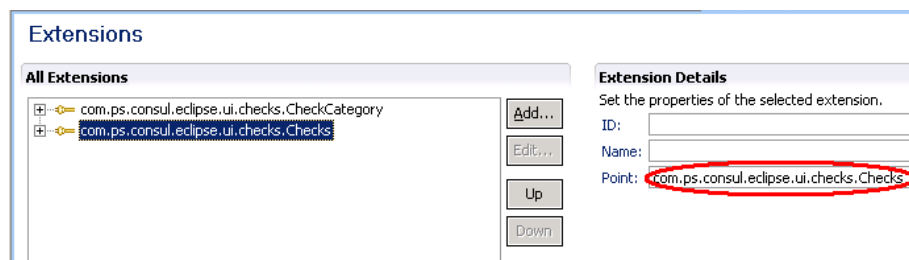 Extensions
All Extensions
com.ps.consul.eclipse.ui.checks.CheckCategory
com.ps.consul.eclipse.ui.checks.Checks
Add...
Edit...
Up
Down
Extension Details
Set the properties of the selected extension.
ID:
Name:
Point: com.ps.consul.eclipse.ui.checks.Checks